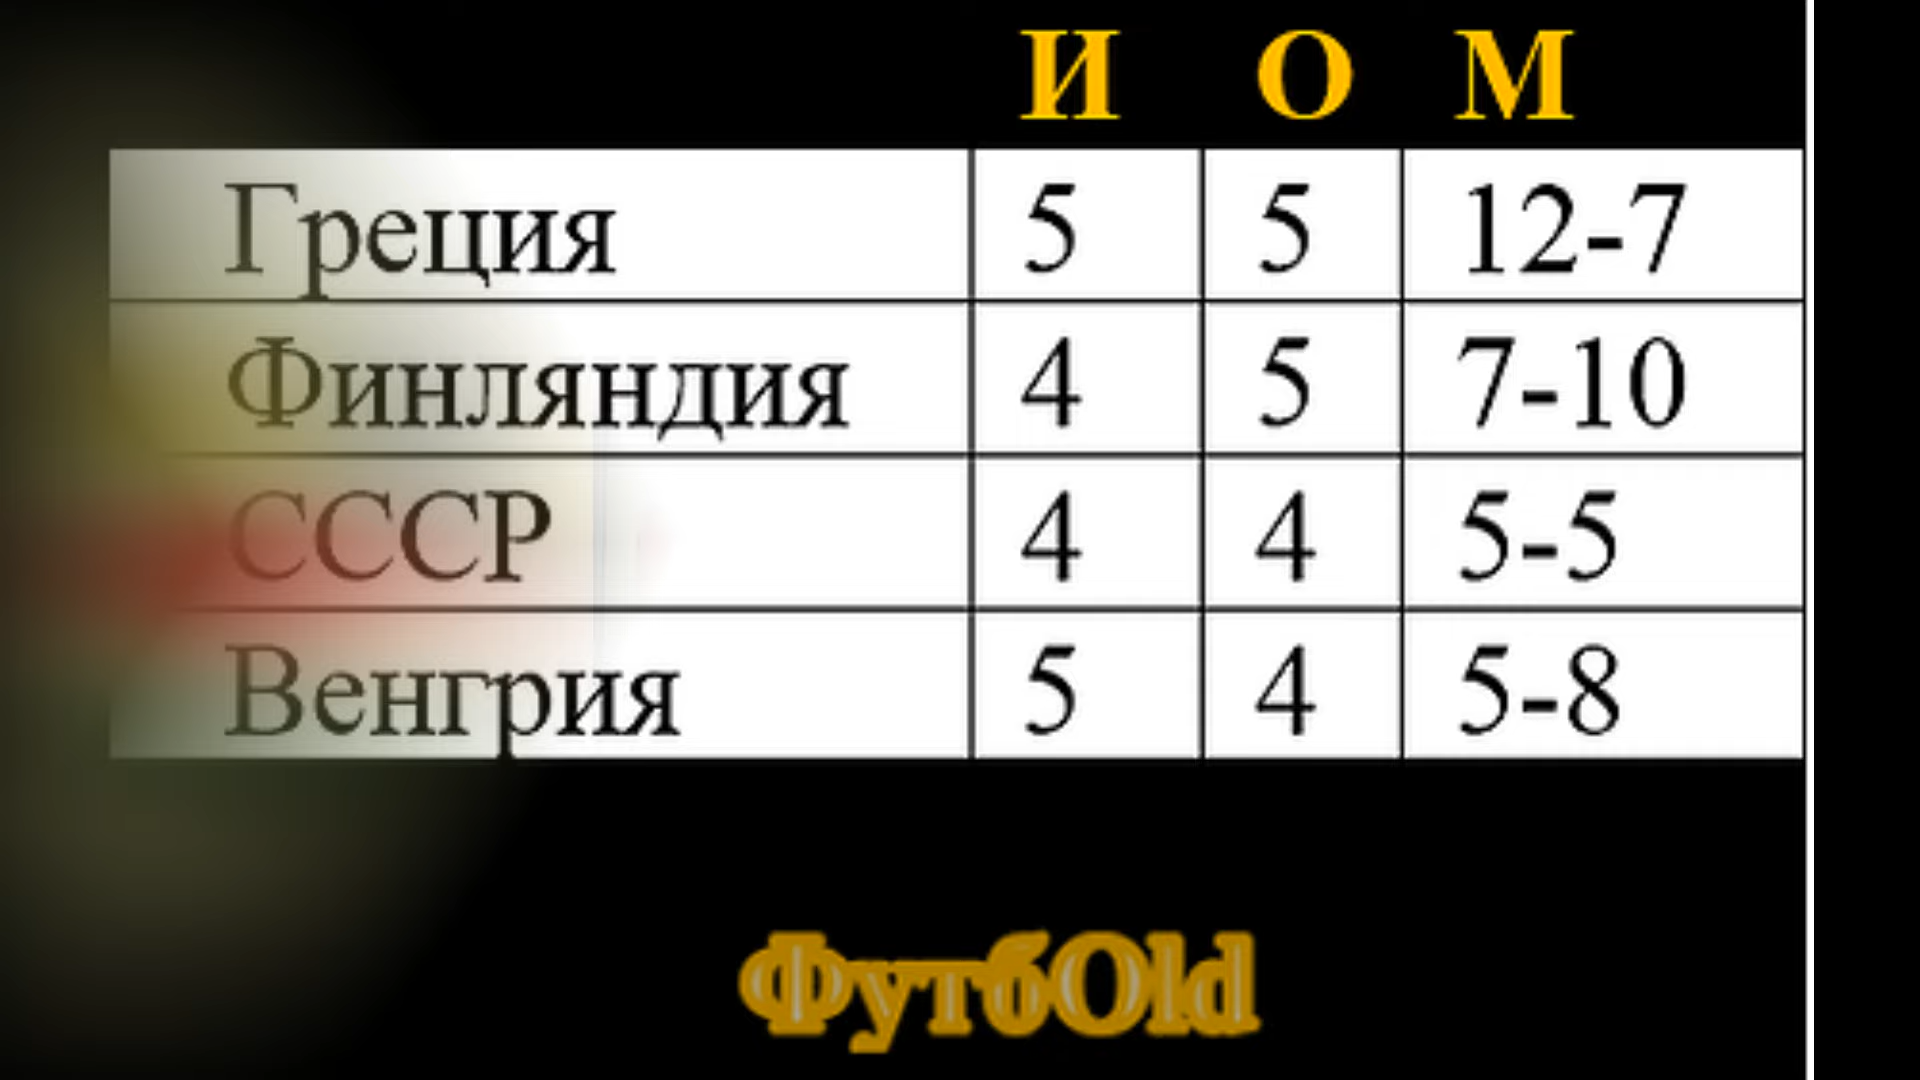 И О М
Греция 5 5 12-7
Финляндия 4 5 7-10
СССР 4 4 5-5
Венгрия 5 4 5-8
ФутбOld